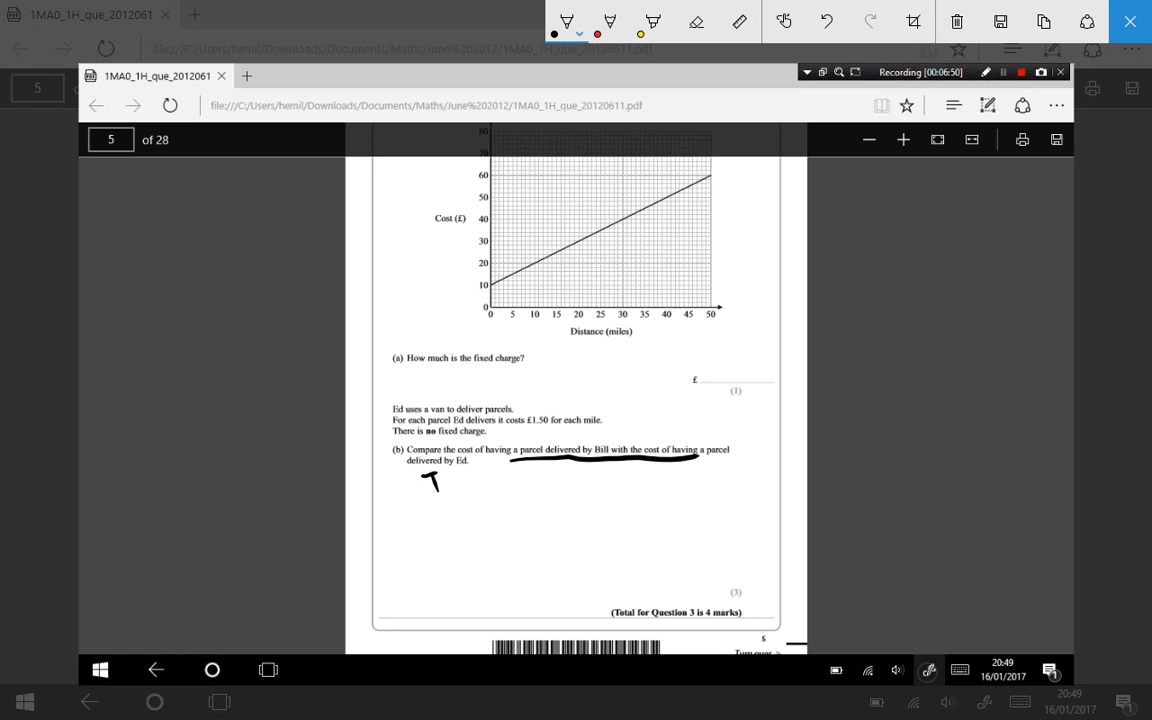 1MA0_1H_que_2012061
file:///C:/Users/hemil/Downloads/Documents/Maths/June%202012/1MA0_1H_que_20120611.pdf
5
1MA0_1H_que_2012061
Recording [00:06:50]
file:///C:/Users/hemil/Downloads/Documents/Maths/June%202012/1MA0_1H_que_20120611.pdf
5 of 28
80
70
60
50
Cost (£) 40
30
20
10
0
0 5 10 15 20 25 30 35 40 45 50
Distance (miles)
(a) How much is the fixed charge?
£
(1)
Ed uses a van to deliver parcels.
For each parcel Ed delivers it costs £1.50 for each mile.
There is no fixed charge.
(b) Compare the cost of having a parcel delivered by Bill with the cost of having a parcel
delivered by Ed.
T
(3)
(Total for Question 3 is 4 marks)
5
Turn over
20:49
16/01/2017
1
20:49
16/01/2017
1